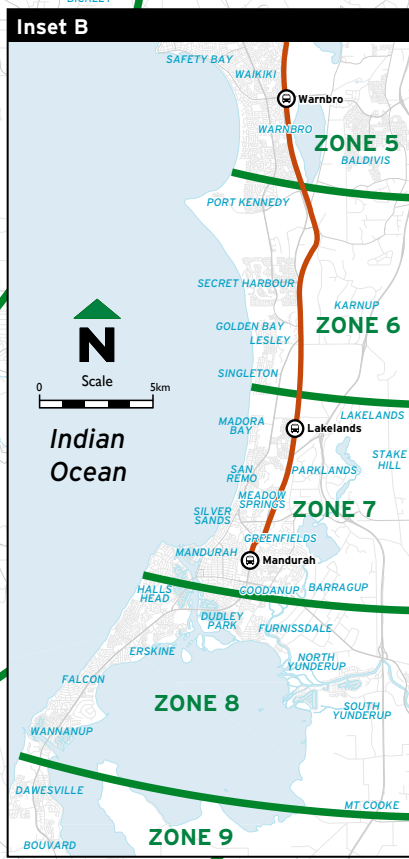 Inset B
SAFETY BAY
WAIKIKI
Warnbro
WARNBRO
ZONE 5
BALDIVIS
PORT KENNEDY
SECRET HARBOUR
KARNUP
ZONE 6
GOLDEN BAY
LESLEY
N
Scale
0 5km
SINGLETON
Indian
Ocean
MADORA
BAY
Lakelands
LAKELANDS
STAKE
HILL
SAN
REMO
PARKLANDS
MEADOW
SPRINGS
ZONE 7
SILVER
SANDS
GREENFIELDS
MANDURAH
Mandurah
HALLS
HEAD
COODANUP
BARRAGUP
DUDLEY
PARK
FURNISSDALE
ERSKINE
NORTH
YUNDERUP
FALCON
ZONE 8
SOUTH
YUNDERUP
WANNANUP
DAWESVILLE
MT COOKE
ZONE 9
BOUVARD